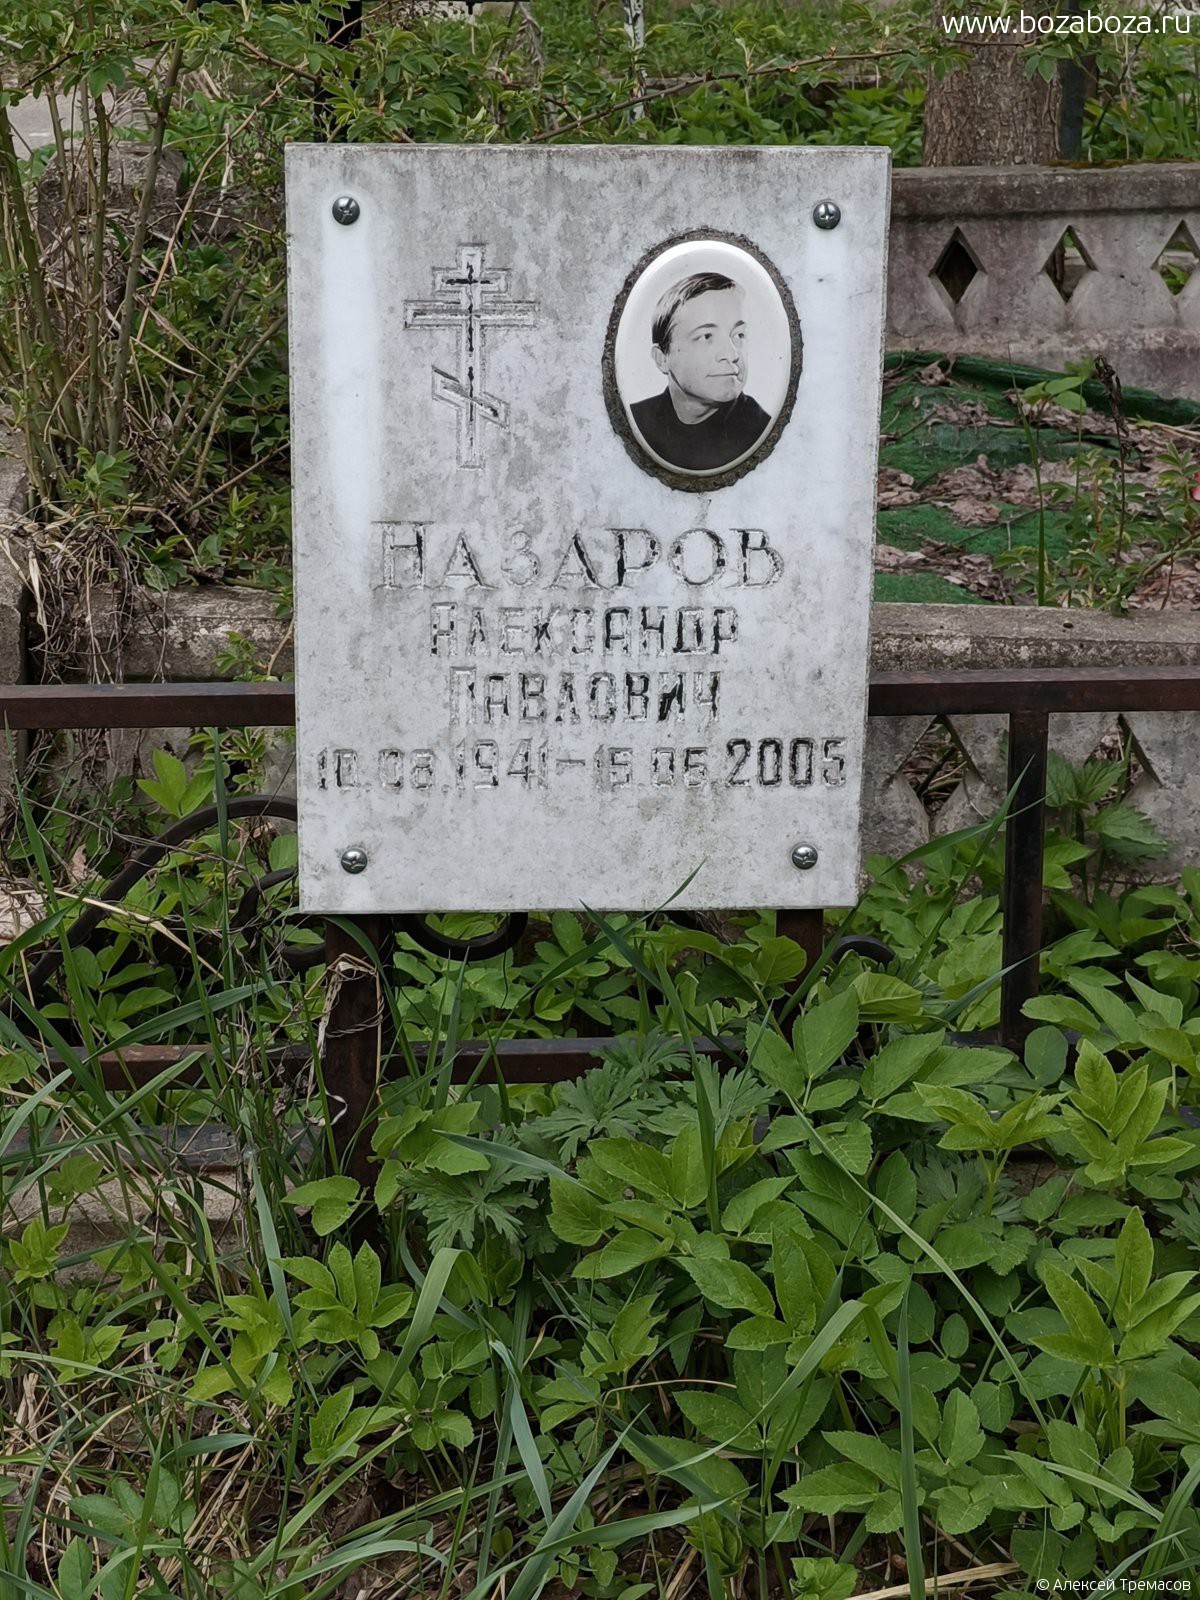 www.bozaboza.ru
НАЗАРОВ
АЛЕКСАНДР
ПАВЛОВИЧ
10.08.1941-15.05.2005
© Алексей Тремасов